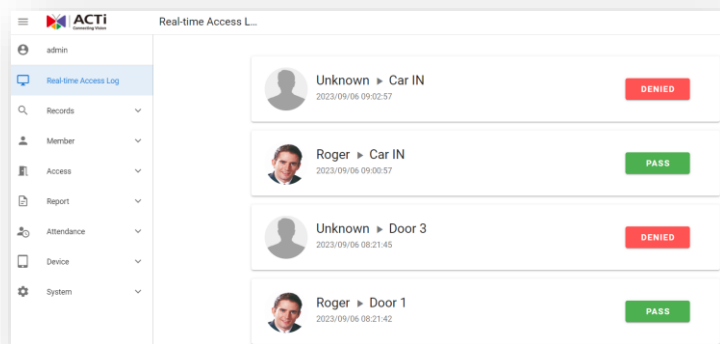 ACTi
Connecting Vision
Real-time Access L...
admin
Real-time Access Log
Records
Member
Access
Report
Attendance
Device
System
Unknown ▶ Car IN
2023/09/06 09:02:57
DENIED
Roger ▶ Car IN
2023/09/06 09:00:57
PASS
Unknown ▶ Door 3
2023/09/06 08:21:45
DENIED
Roger ▶ Door 1
2023/09/06 08:21:42
PASS